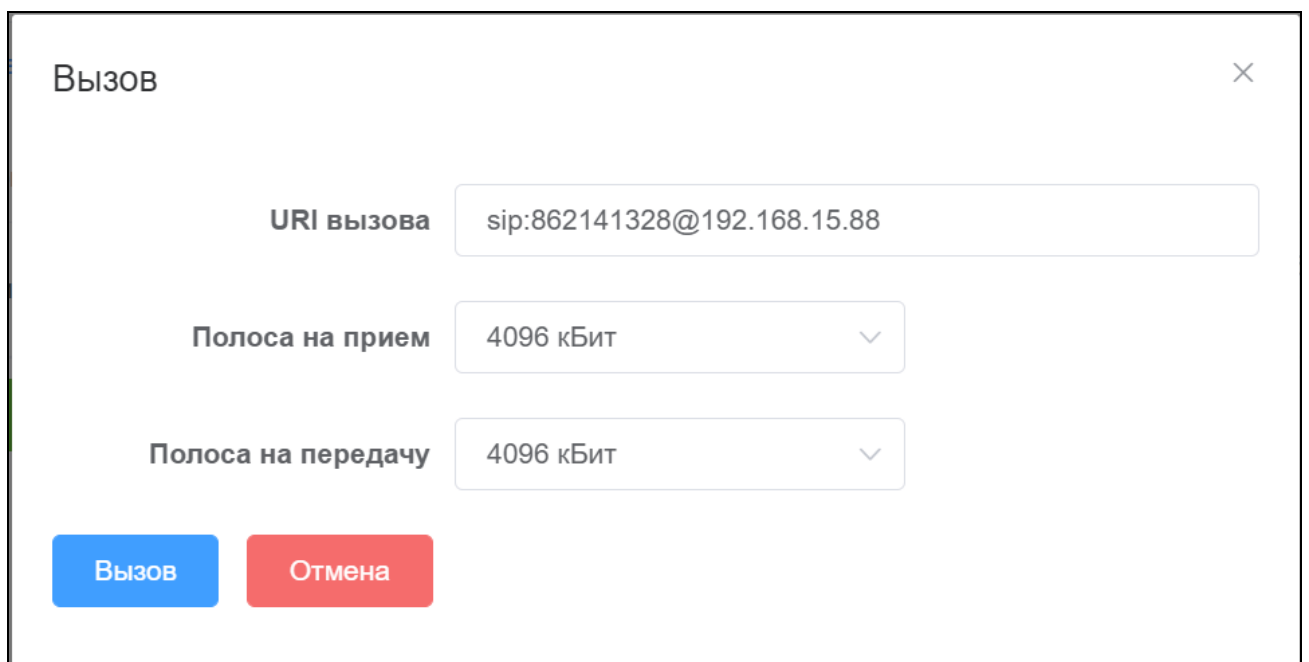 Вызов
URI вызова sip:862141328@192.168.15.88
Полоса на прием 4096 кБит
Полоса на передачу 4096 кБит
Вызов Отмена